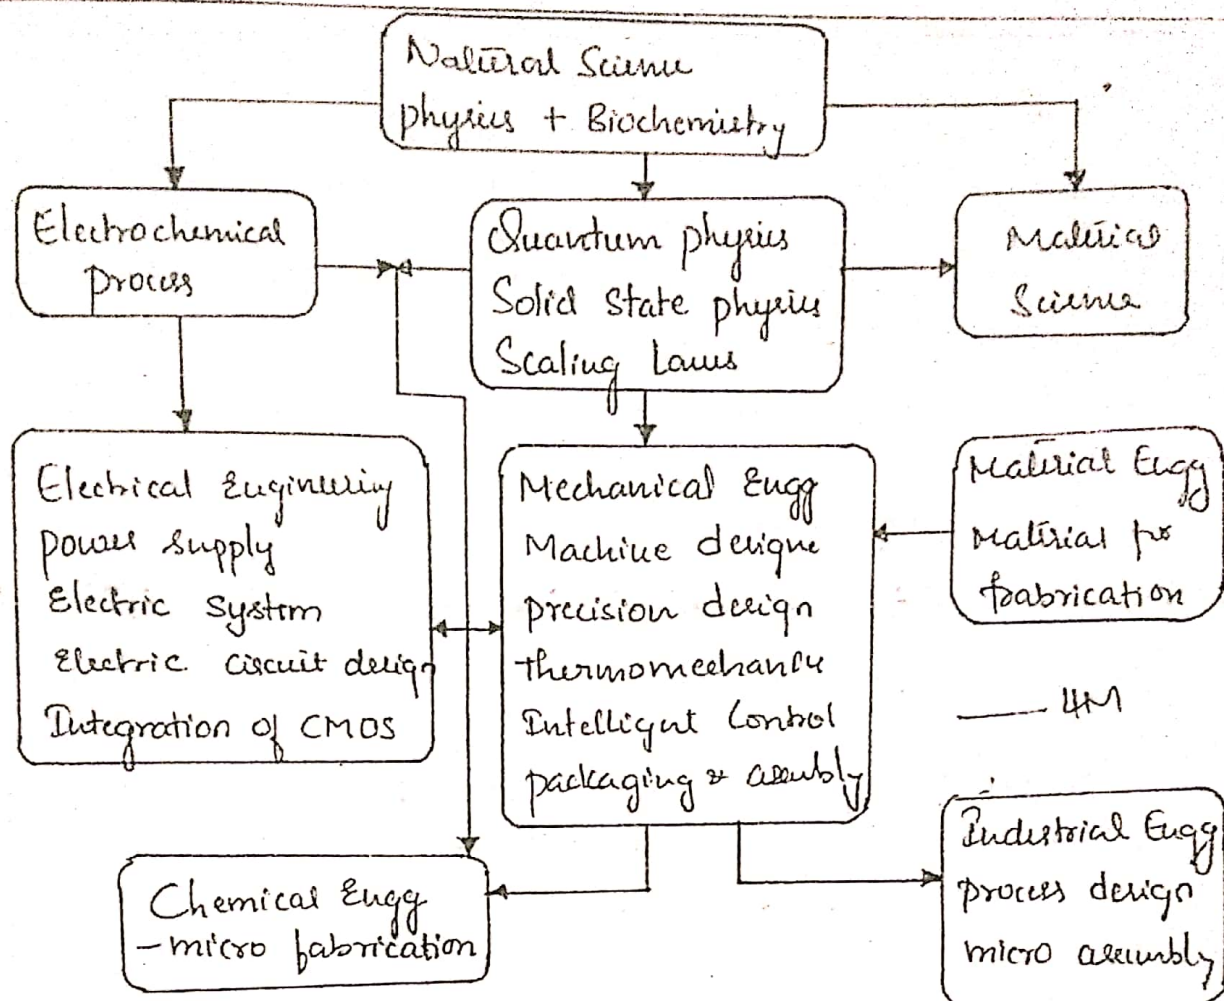 Natural Science
physics + Biochemistry
Electrochemical
process
Quantum physics
Solid State physics
Scaling Laws
Material
Science
Electrical Engineering
power supply
Electric System
Electric circuit design
Integration of CMOS
Mechanical Engg
Machine designe
precision design
thermomechanics
Intelligent Control
packaging & assembly
Material Engg
Material for
fabrication
4M
Chemical Engg
- micro fabrication
Industrial Engg
process design
micro assembly